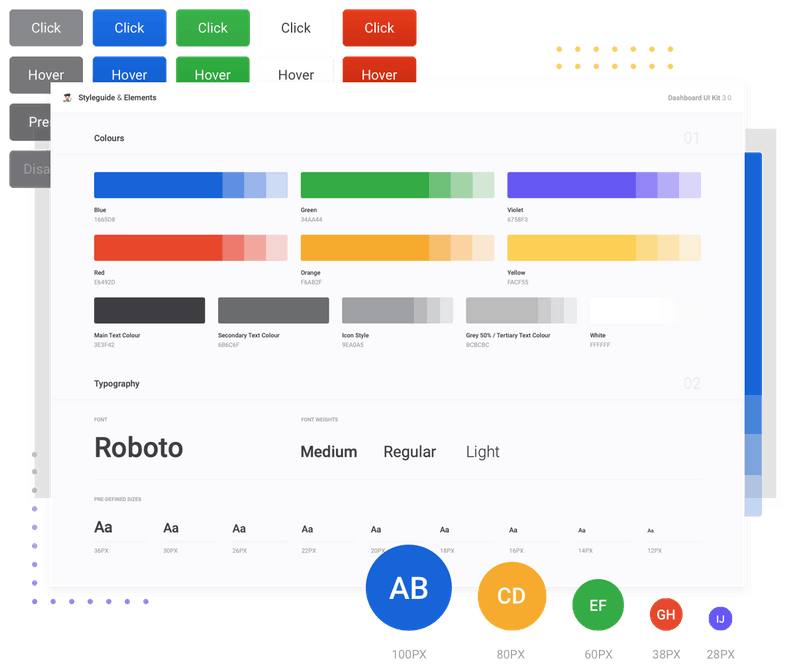 Click Click Click Click Click
Hover Hover Hover Hover Hover
Pre
Disa
Styleguide & Elements
Dashboard UI Kit 3.0
Colours
01
Blue
1665D8
Green
34AA44
Violet
6758F3
Red
E6492D
Orange
F6AB2F
Yellow
FACF55
Main Text Colour
3E3F42
Secondary Text Colour
6B6C6F
Icon Style
9EA0A5
Grey 50% / Tertiary Text Colour
BCBCBC
White
FFFFFF
Typography
02
FONT
FONT WEIGHTS
Roboto
Medium Regular Light
PRE-DEFINED SIZES
Aa Aa Aa Aa Aa Aa Aa Aa Aa
36PX 30PX 26PX 22PX 20PX 18PX 16PX 14PX 12PX
AB CD EF GH IJ
100PX 80PX 60PX 38PX 28PX